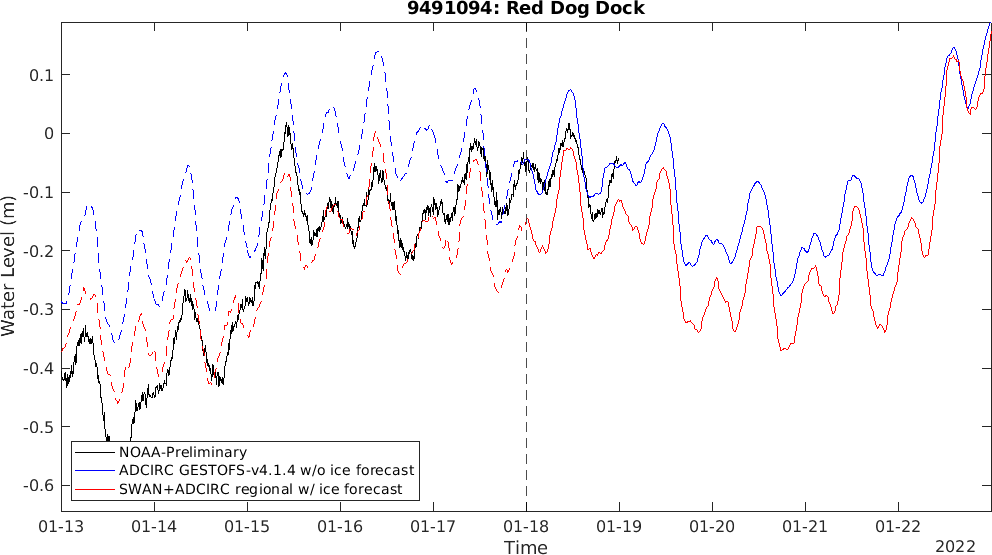 9491094: Red Dog Dock
Water Level (m)
0.1
0
-0.1
-0.2
-0.3
-0.4
-0.5
-0.6
NOAA-Preliminary
ADCIRC GESTOFS-v4.1.4 w/o ice forecast
SWAN+ADCIRC regional w/ ice forecast
01-13 01-14 01-15 01-16 01-17 01-18 01-19 01-20 01-21 01-22
Time
2022